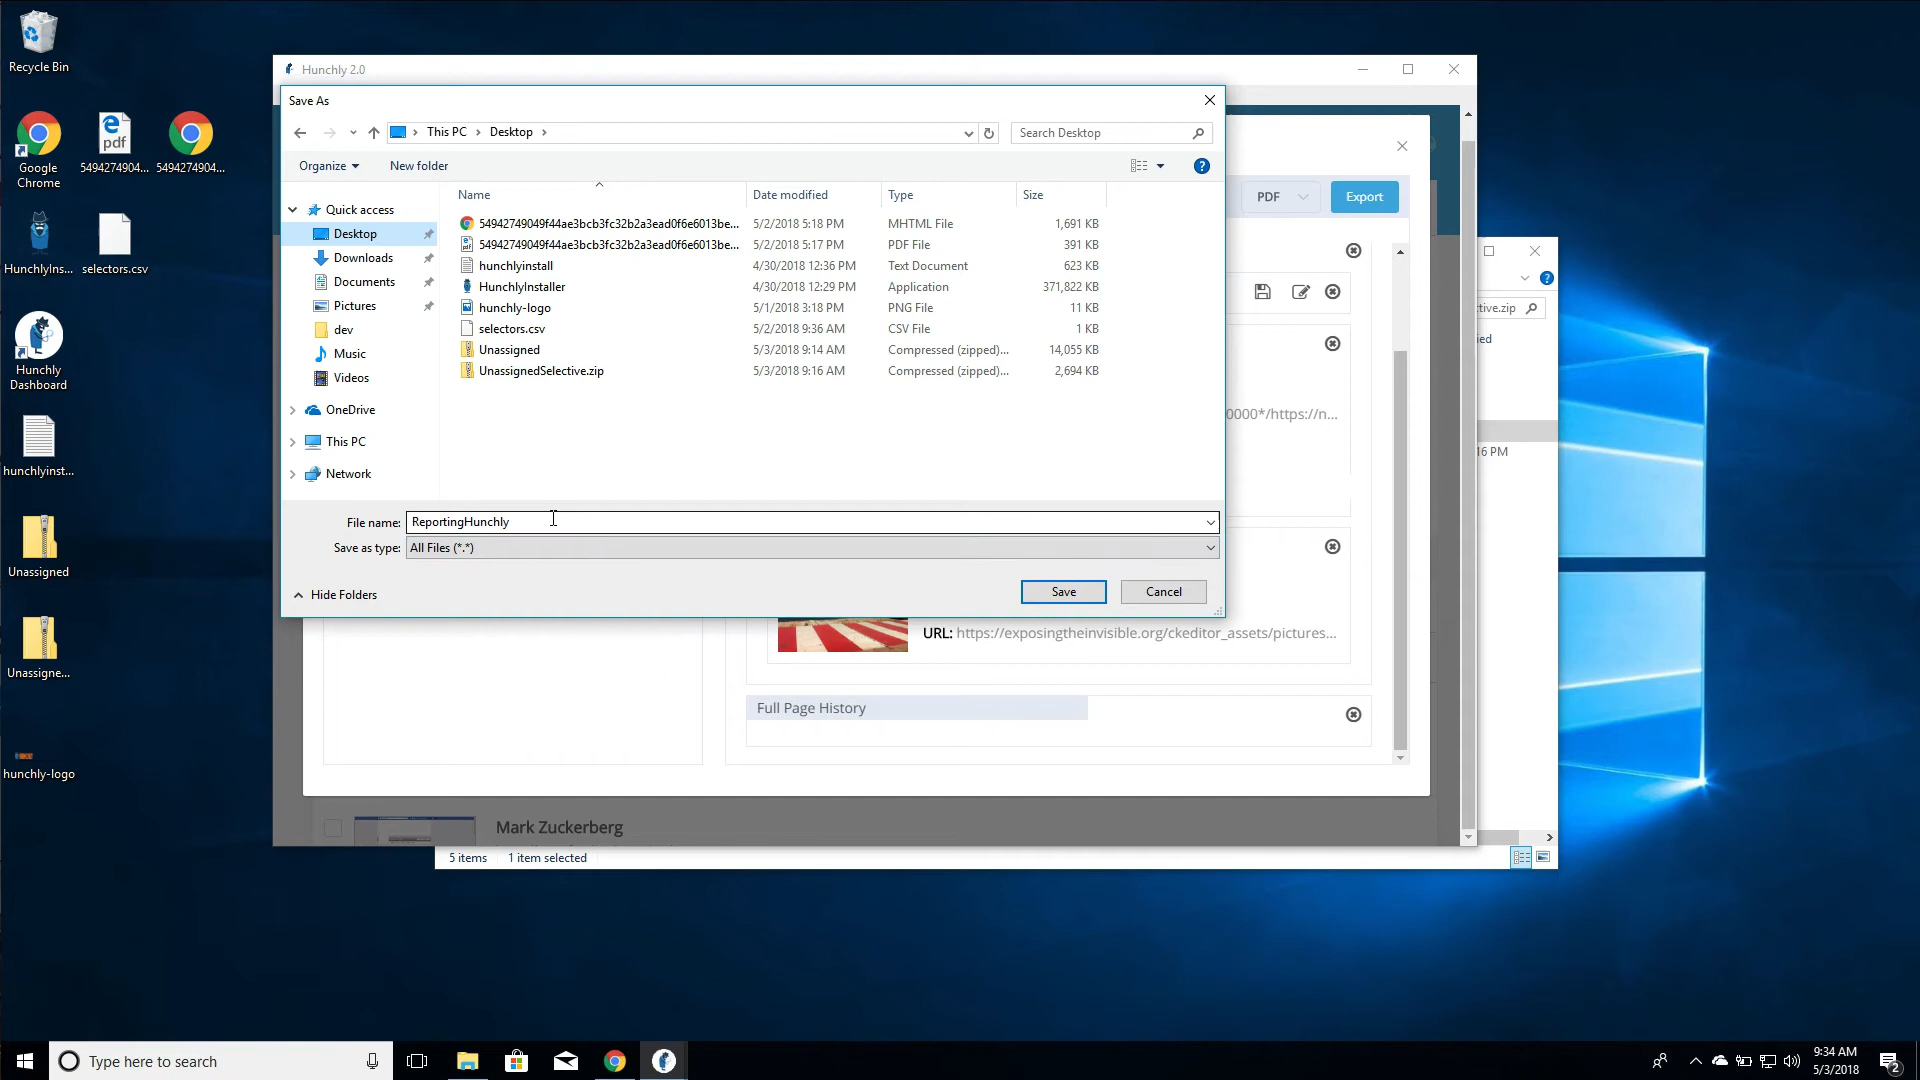 Recycle Bin
Google Chrome
5494274904...
5494274904...
HunchlyIns...
selectors.csv
Hunchly Dashboard
hunchlyinst...
Unassigned
Unassigne...
hunchly-logo
Hunchly 2.0
Save As
This PC
Desktop
Search Desktop
Organize
New folder
Quick access
Desktop
Downloads
Documents
Pictures
dev
Music
Videos
OneDrive
This PC
Network
Name Date modified Type Size
54942749049f44ae3bcb3fc32b2a3ead0f6e6013be... 5/2/2018 5:18 PM MHTML File 1,691 KB
54942749049f44ae3bcb3fc32b2a3ead0f6e6013be... 5/2/2018 5:17 PM PDF File 391 KB
hunchlyinstall 4/30/2018 12:36 PM Text Document 623 KB
HunchlyInstaller 4/30/2018 12:29 PM Application 371,822 KB
hunchly-logo 5/1/2018 3:18 PM PNG File 11 KB
selectors.csv 5/2/2018 9:36 AM CSV File 1 KB
Unassigned 5/3/2018 9:14 AM Compressed (zipped)... 14,055 KB
UnassignedSelective.zip 5/3/2018 9:16 AM Compressed (zipped)... 2,694 KB
File name: ReportingHunchly
Save as type: All Files (*.*)
Hide Folders
Save
Cancel
PDF
Export
0000*/https://n...
URL: https://exposingtheinvisible.org/ckeditor_assets/pictures...
Full Page History
Mark Zuckerberg
tive.zip
ied
16 PM
5 items 1 item selected
Type here to search
9:34 AM
5/3/2018
2